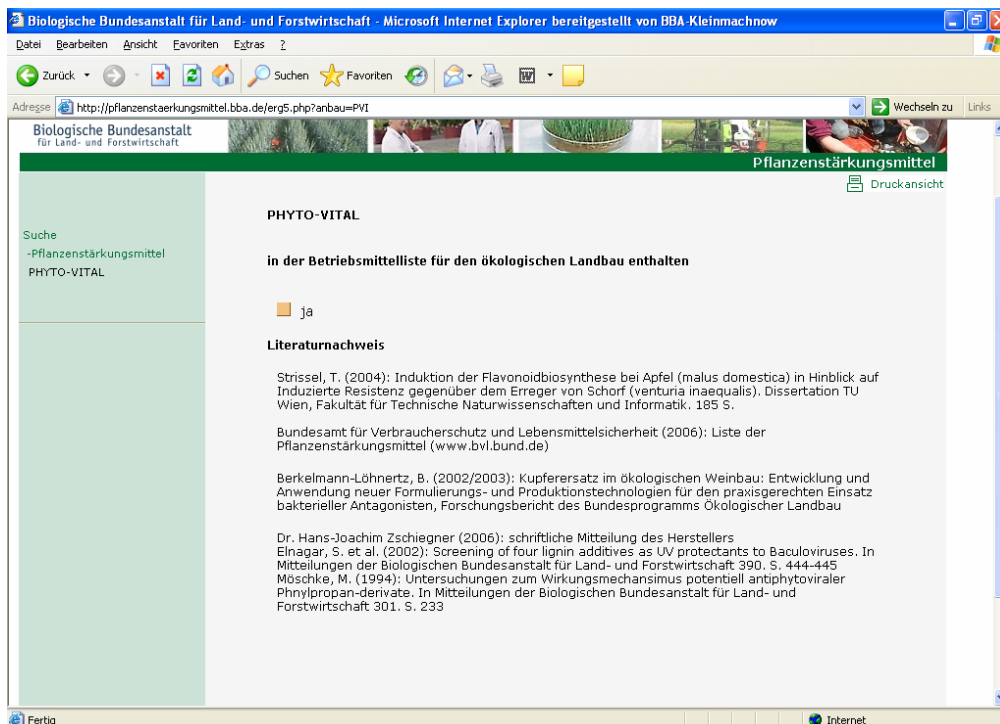 Biologische Bundesanstalt für Land- und Forstwirtschaft - Microsoft Internet Explorer bereitgestellt von BBA-Kleinmachnow
Datei Bearbeiten Ansicht Favoriten Extras ?
Zurück Suchen Favoriten
Adresse http://pflanzenstaerkungsmittel.bba.de/erg5.php?anbau=PVI Wechseln zu Links
Biologische Bundesanstalt
für Land- und Forstwirtschaft
Pflanzenstärkungsmittel
Druckansicht
Suche
-Pflanzenstärkungsmittel
PHYTO-VITAL
PHYTO-VITAL
in der Betriebsmittelliste für den ökologischen Landbau enthalten
ja
Literaturnachweis
Strissel, T. (2004): Induktion der Flavonoidbiosynthese bei Apfel (malus domestica) in Hinblick auf
Induzierte Resistenz gegenüber dem Erreger von Schorf (venturia inaequalis). Dissertation TU
Wien, Fakultät für Technische Naturwissenschaften und Informatik. 185 S.
Bundesamt für Verbraucherschutz und Lebensmittelsicherheit (2006): Liste der
Pflanzenstärkungsmittel (www.bvl.bund.de)
Berkelmann-Löhnertz, B. (2002/2003): Kupferersatz im ökologischen Weinbau: Entwicklung und
Anwendung neuer Formulierungs- und Produktionstechnologien für den praxisgerechten Einsatz
bakterieller Antagonisten, Forschungsbericht des Bundesprogramms Ökologischer Landbau
Dr. Hans-Joachim Zschiegner (2006): schriftliche Mitteilung des Herstellers
Elnagar, S. et al. (2002): Screening of four lignin additives as UV protectants to Baculoviruses. In
Mitteilungen der Biologischen Bundesanstalt für Land- und Forstwirtschaft 390. S. 444-445
Möschke, M. (1994): Untersuchungen zum Wirkungsmechansimus potentiell antiphytoviraler
Phnylpropan-derivate. In Mitteilungen der Biologischen Bundesanstalt für Land- und
Forstwirtschaft 301. S. 233
Fertig Internet